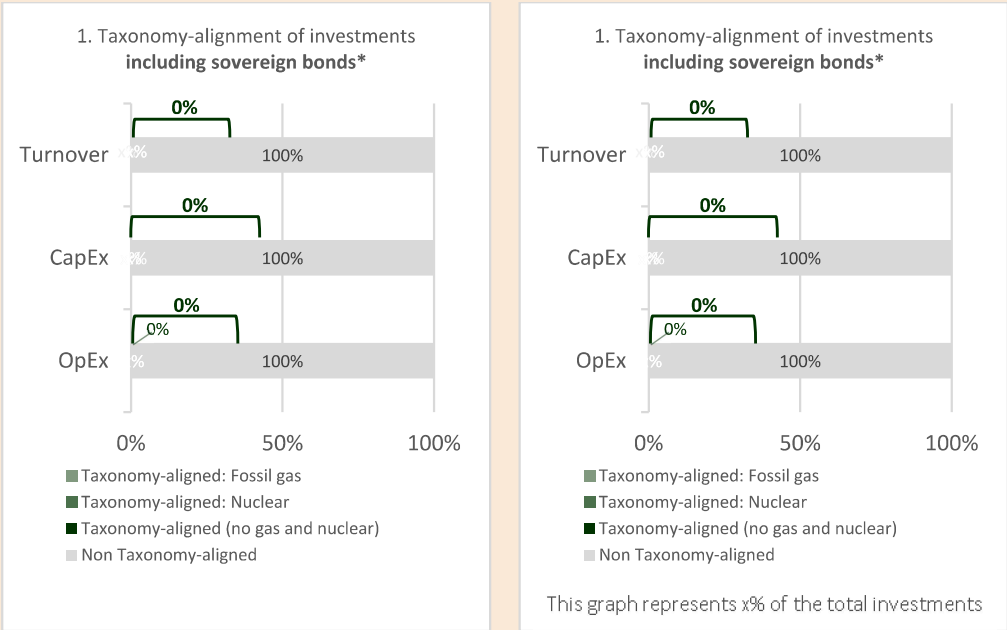 1. Taxonomy-alignment of investments
including sovereign bonds*
0%
Turnover
100%
0%
CapEx
100%
0%
0%
OpEx
%
100%
0%
50%
100%
Taxonomy-aligned: Fossil gas
Taxonomy-aligned: Nuclear
Taxonomy-aligned (no gas and nuclear)
Non Taxonomy-aligned
1. Taxonomy-alignment of investments
including sovereign bonds*
0%
Turnover
100%
0%
CapEx
100%
0%
0%
OpEx
%
100%
0%
50%
100%
Taxonomy-aligned: Fossil gas
Taxonomy-aligned: Nuclear
Taxonomy-aligned (no gas and nuclear)
Non Taxonomy-aligned
This graph represents x% of the total investments